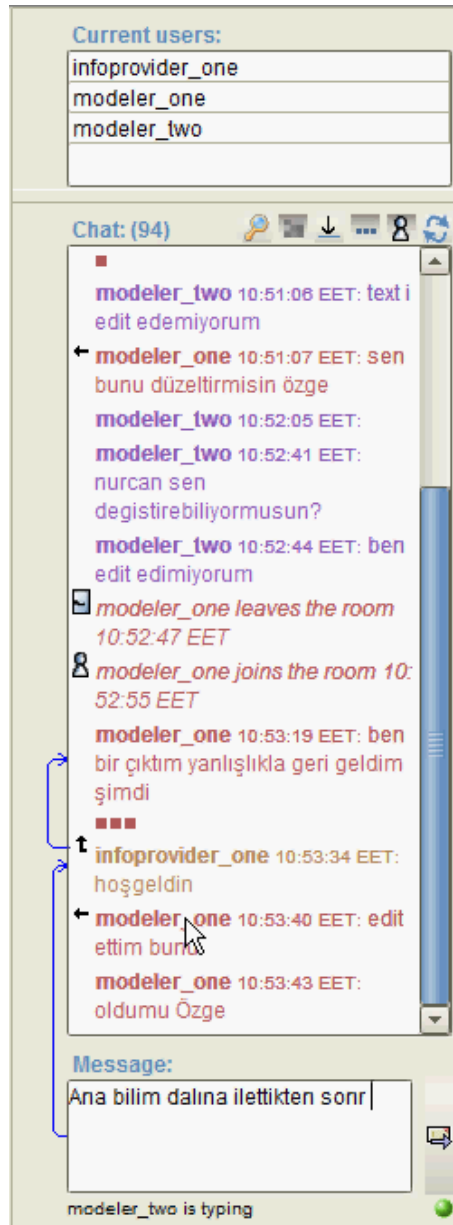 Current users:
infoprovider_one
modeler_one
modeler_two
Chat: (94)
modeler_two 10:51:06 EET: text i
edit edemiyorum
modeler_one 10:51:07 EET: sen
bunu düzeltirmisin özge
modeler_two 10:52:05 EET:
modeler_two 10:52:41 EET:
nurcan sen
degistirebiliyormusun?
modeler_two 10:52:44 EET: ben
edit edimiyorum
modeler_one leaves the room
10:52:47 EET
modeler_one joins the room 10:
52:55 EET
modeler_one 10:53:19 EET: ben
bir çıktım yanlışlıkla geri geldim
şimdi
infoprovider_one 10:53:34 EET:
hoşgeldin
modeler_one 10:53:40 EET: edit
ettim bunu
modeler_one 10:53:43 EET:
oldumu Özge
Message:
Ana bilim dalına ilettikten sonr
modeler_two is typing